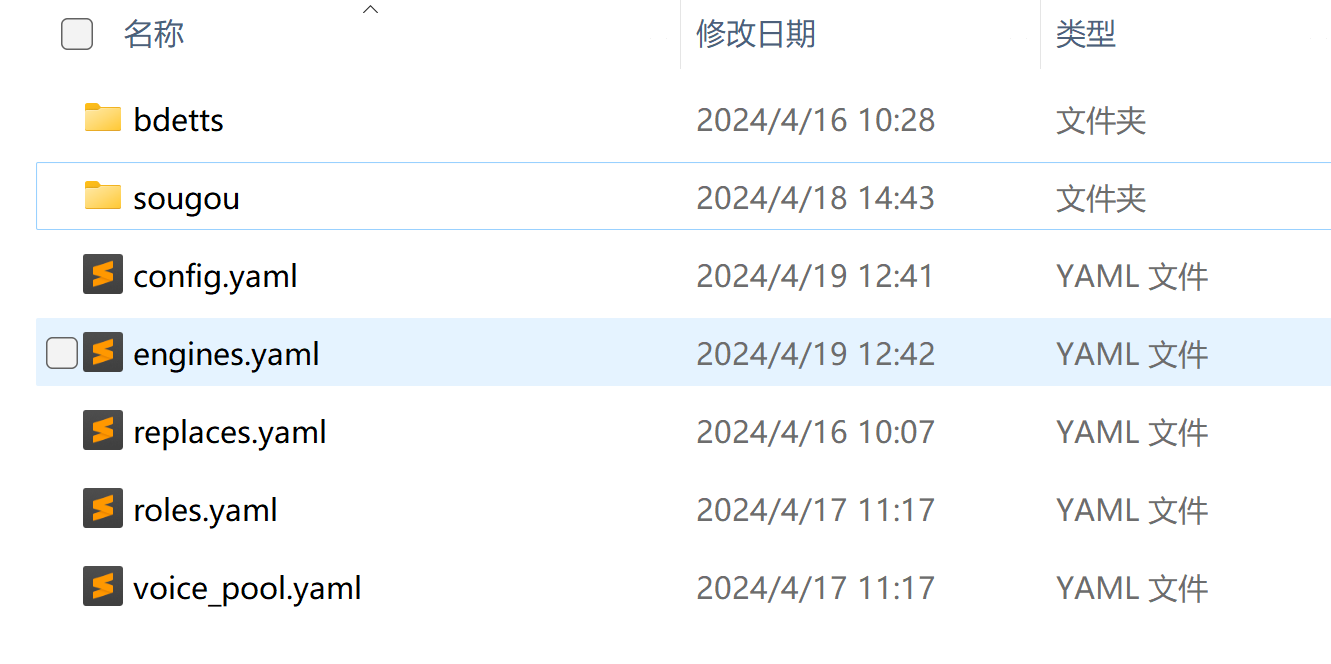 名称 修改日期 类型
bdetts 2024/4/16 10:28 文件夹
sougou 2024/4/18 14:43 文件夹
config.yaml 2024/4/19 12:41 YAML 文件
engines.yaml 2024/4/19 12:42 YAML 文件
replaces.yaml 2024/4/16 10:07 YAML 文件
roles.yaml 2024/4/17 11:17 YAML 文件
voice_pool.yaml 2024/4/17 11:17 YAML 文件